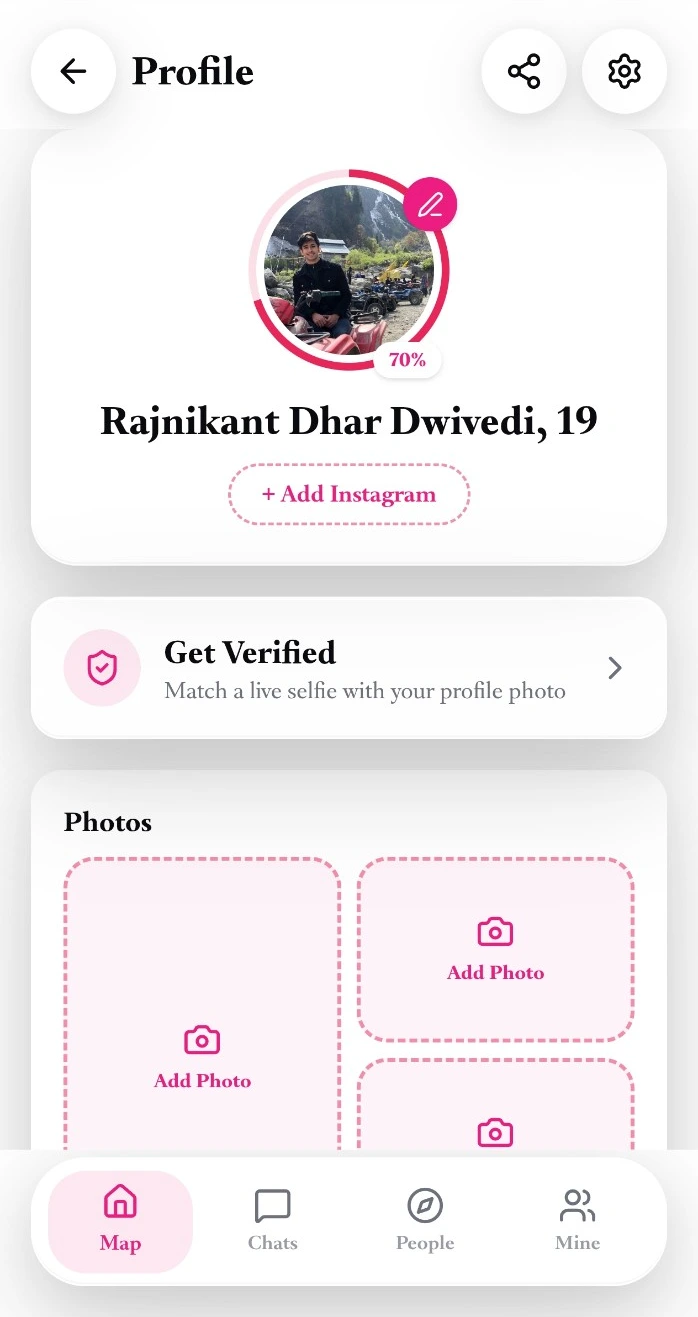 Profile
70%
Rajnikant Dhar Dwivedi, 19
+ Add Instagram
Get Verified
Match a live selfie with your profile photo
Photos
Add Photo
Add Photo
Map
Chats
People
Mine